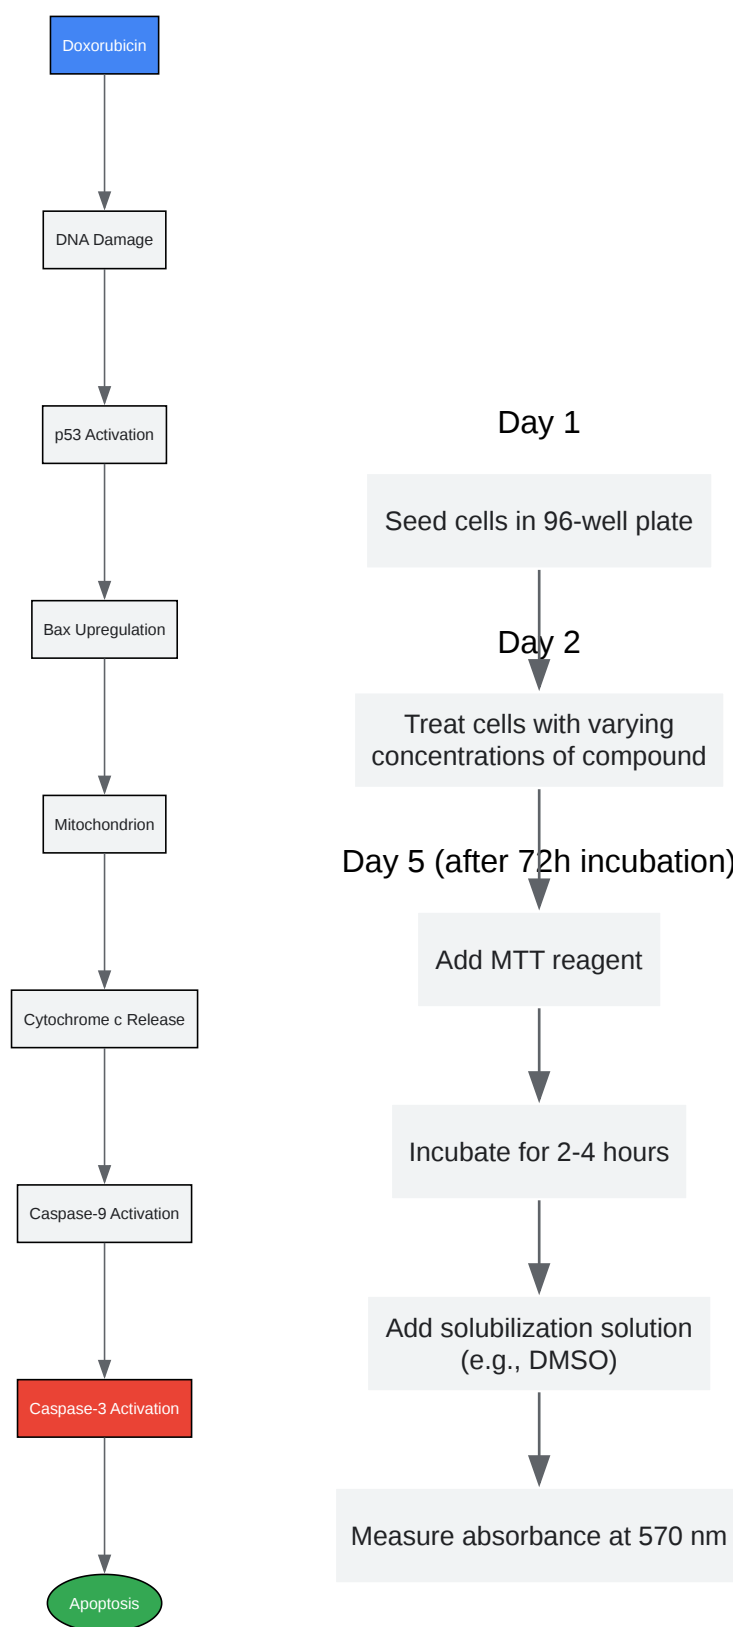 Doxorubicin
DNA Damage
p53 Activation
Bax Upregulation
Mitochondrion
Cytochrome c Release
Caspase-9 Activation
Caspase-3 Activation
Apoptosis
Day 1
Seed cells in 96-well plate
Day 2
Treat cells with varying
concentrations of compound
Day 5 (after 72h incubation)
Add MTT reagent
Incubate for 2-4 hours
Add solubilization solution
(e.g., DMSO)
Measure absorbance at 570 nm